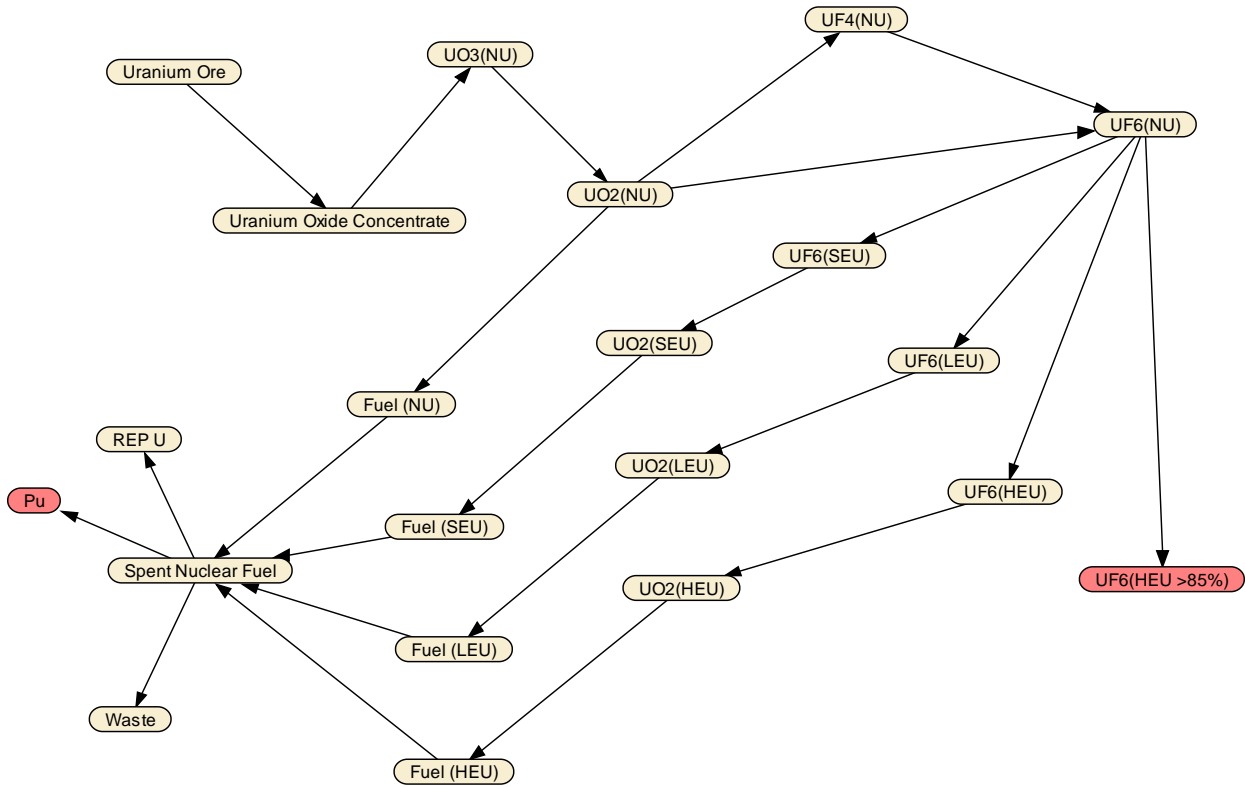 UF4(NU)
UO3(NU)
Uranium Ore
UF6(NU)
UO2(NU)
Uranium Oxide Concentrate
UF6(SEU)
UO2(SEU)
UF6(LEU)
Fuel (NU)
REP U
UO2(LEU)
UF6(HEU)
Pu
Fuel (SEU)
Spent Nuclear Fuel
UF6(HEU >85%)
UO2(HEU)
Fuel (LEU)
Waste
Fuel (HEU)